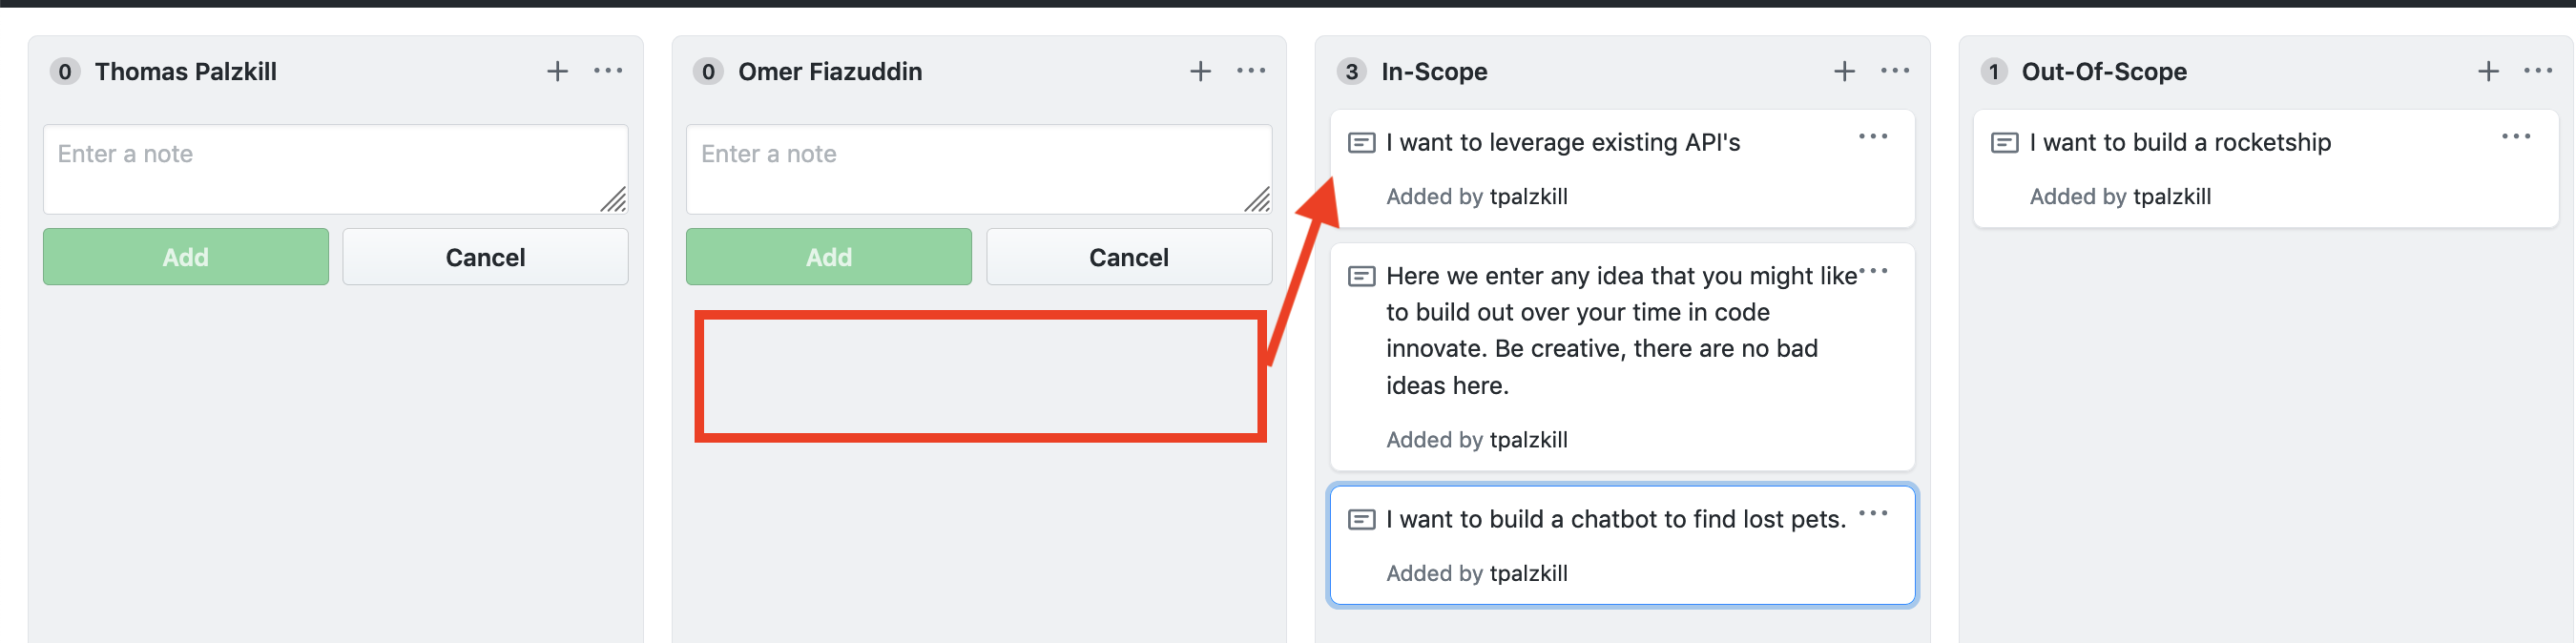 0 Thomas Palzkill
Enter a note
Add Cancel
0 Omer Fiazuddin
Enter a note
Add Cancel
3 In-Scope
I want to leverage existing API's
Added by tpalzkill
Here we enter any idea that you might like
to build out over your time in code
innovate. Be creative, there are no bad
ideas here.
Added by tpalzkill
I want to build a chatbot to find lost pets.
Added by tpalzkill
1 Out-Of-Scope
I want to build a rocketship
Added by tpalzkill